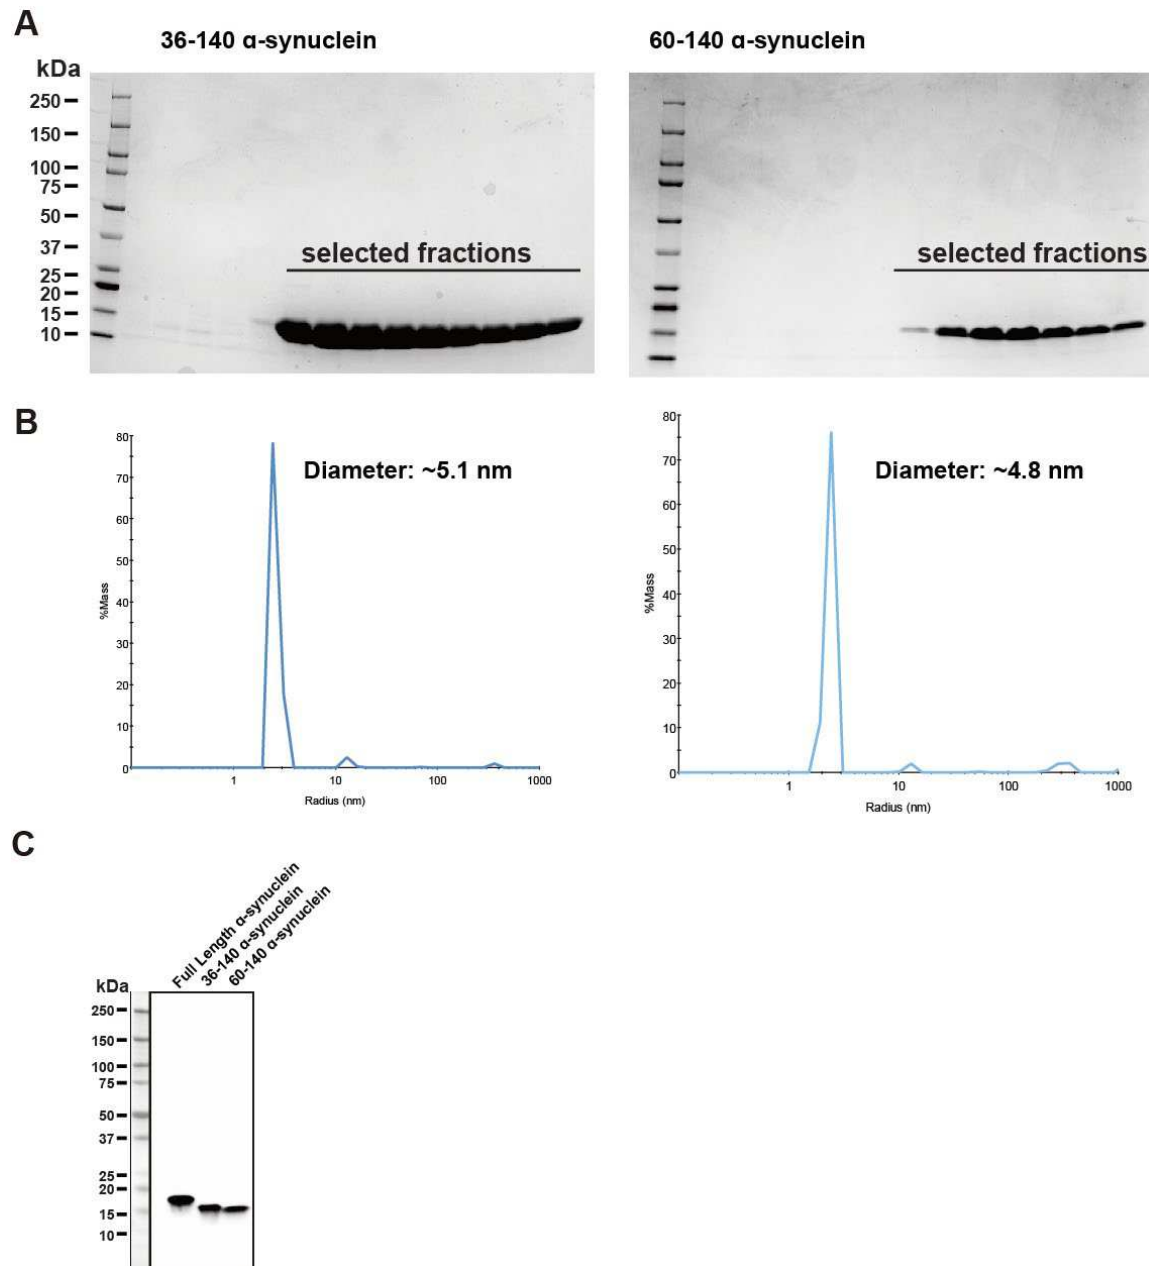 A
36-140 α-synuclein
60-140 α-synuclein
kDa
250
150
100
75
50
37
25
20
15
10
selected fractions
selected fractions
B
80
70
60
50
40
30
20
10
0
%Mass
Diameter: ~5.1 nm
1
10
100
1000
Radius (nm)
80
70
60
50
40
30
20
10
0
%Mass
Diameter: ~4.8 nm
1
10
100
1000
Radius (nm)
C
Full Length α-synuclein
36-140 α-synuclein
60-140 α-synuclein
kDa
250
150
100
75
50
37
25
20
15
10